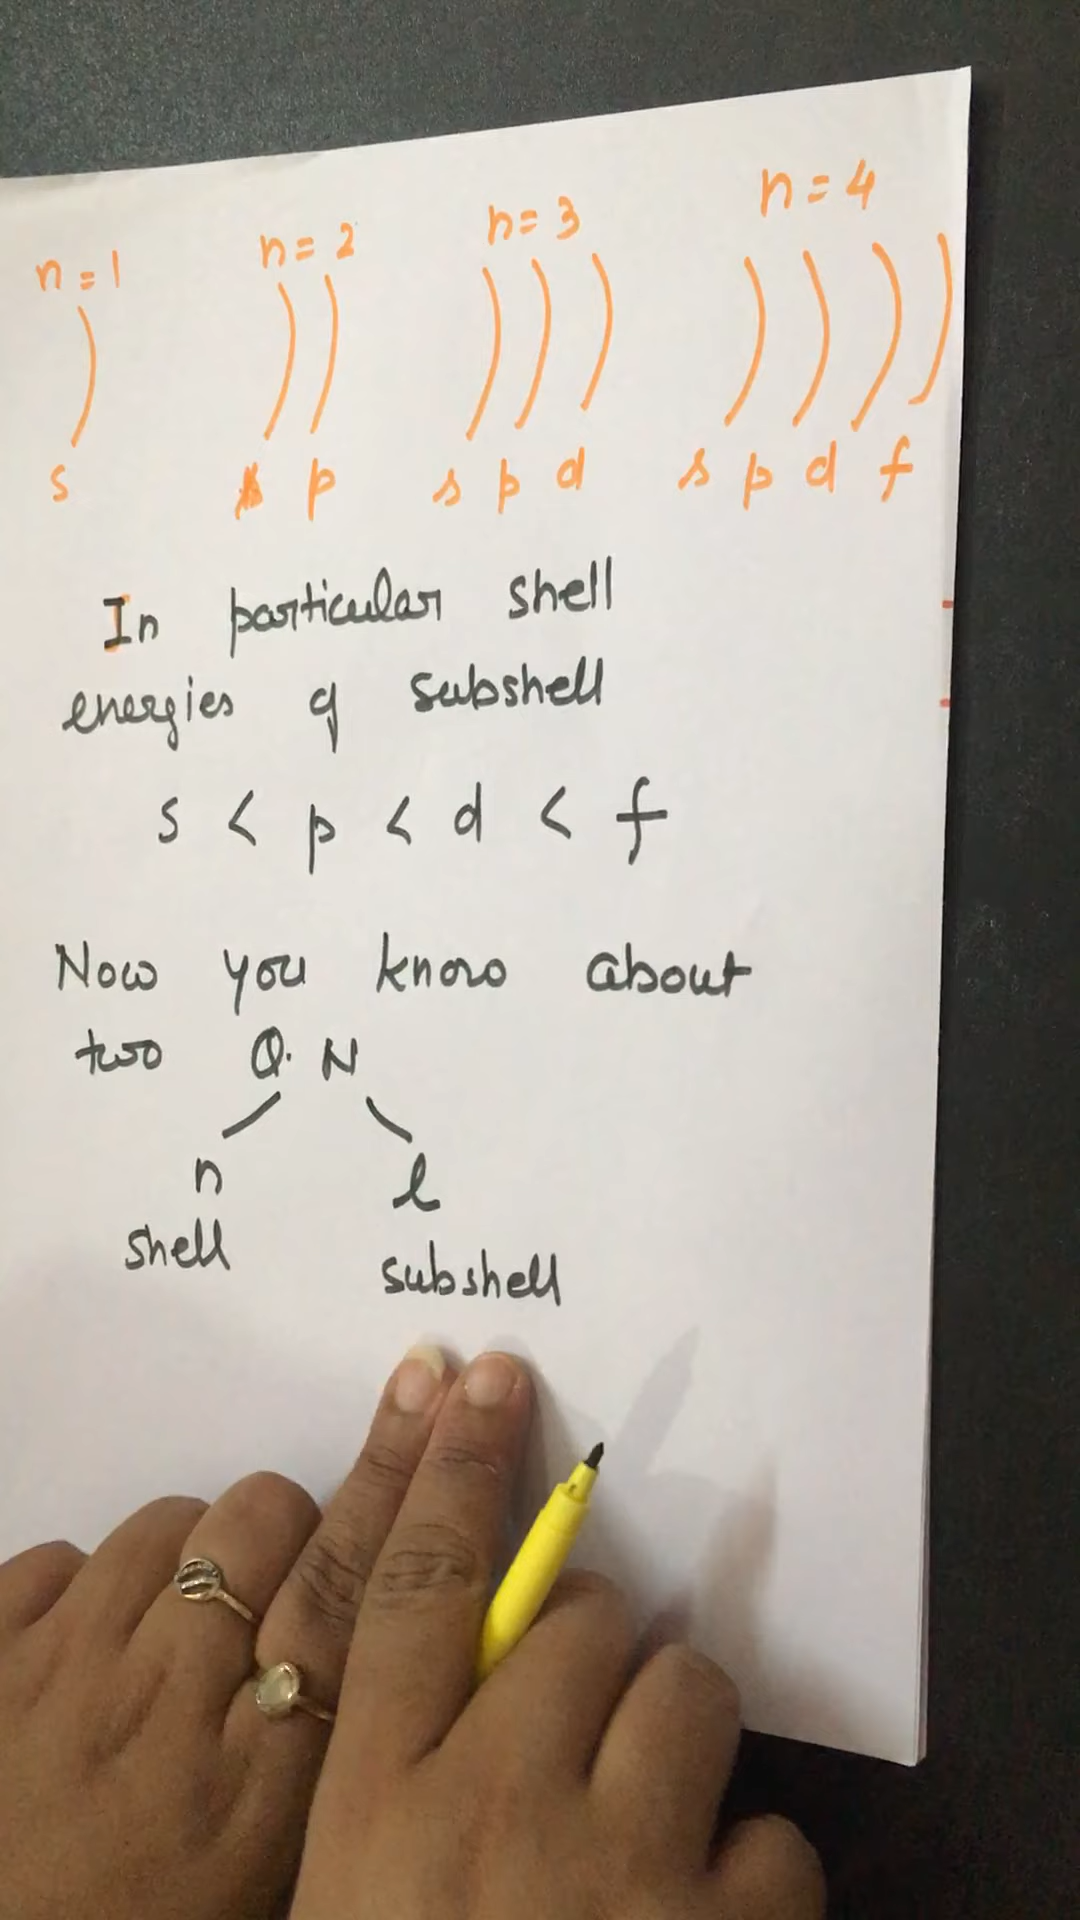 n=1 n=2 n=3 n=4
s s p s p d s p d f
In particular shell
energies of subshell
s < p < d < f
Now you know about
two Q.N
n l
shell subshell